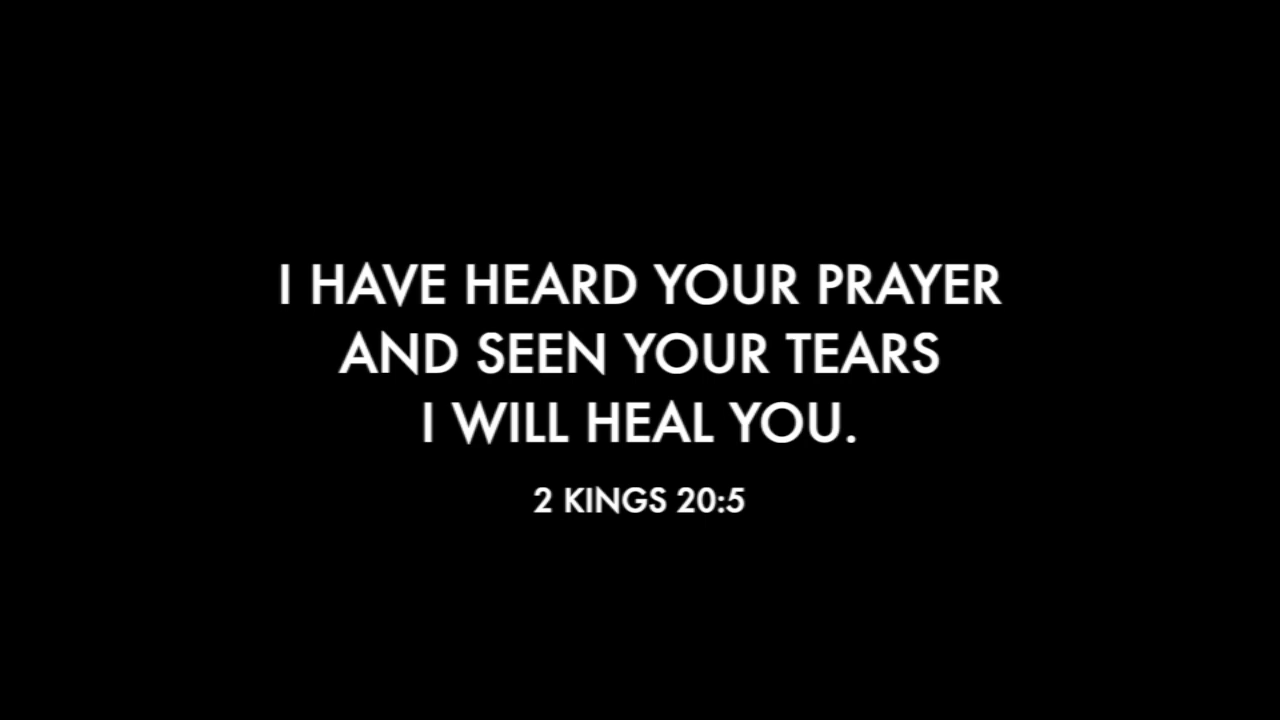 I HAVE HEARD YOUR PRAYER
AND SEEN YOUR TEARS
I WILL HEAL YOU.
2 KINGS 20:5